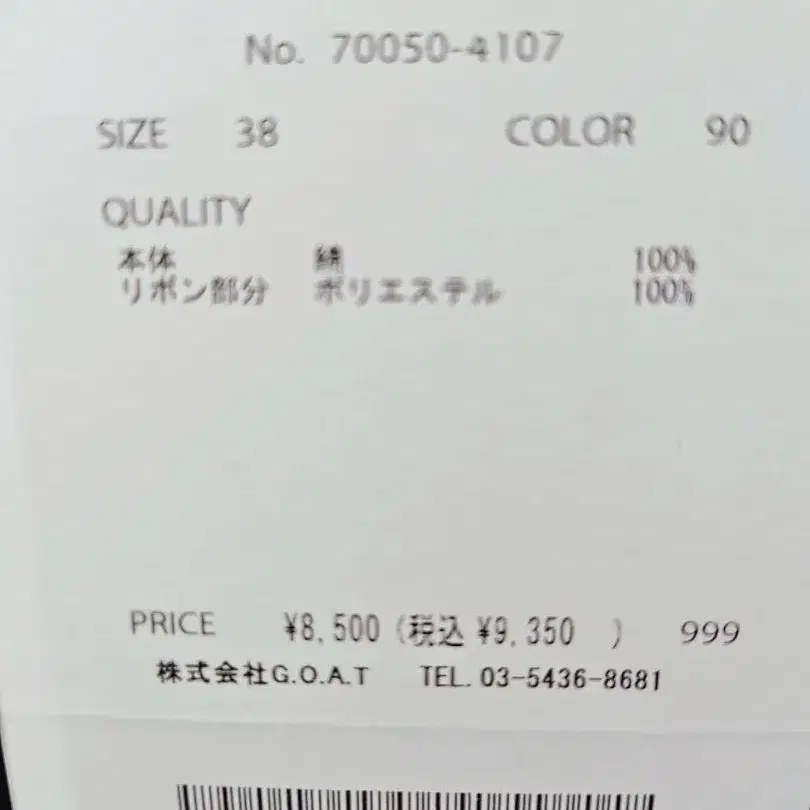 No. 70050-4107
SIZE 38 COLOR 90
QUALITY
本体 綿 100%
リボン部分 ポリエステル 100%
PRICE ¥8,500 (税込 ¥9,350 ) 999
株式会社G.O.A.T TEL. 03-5436-8681